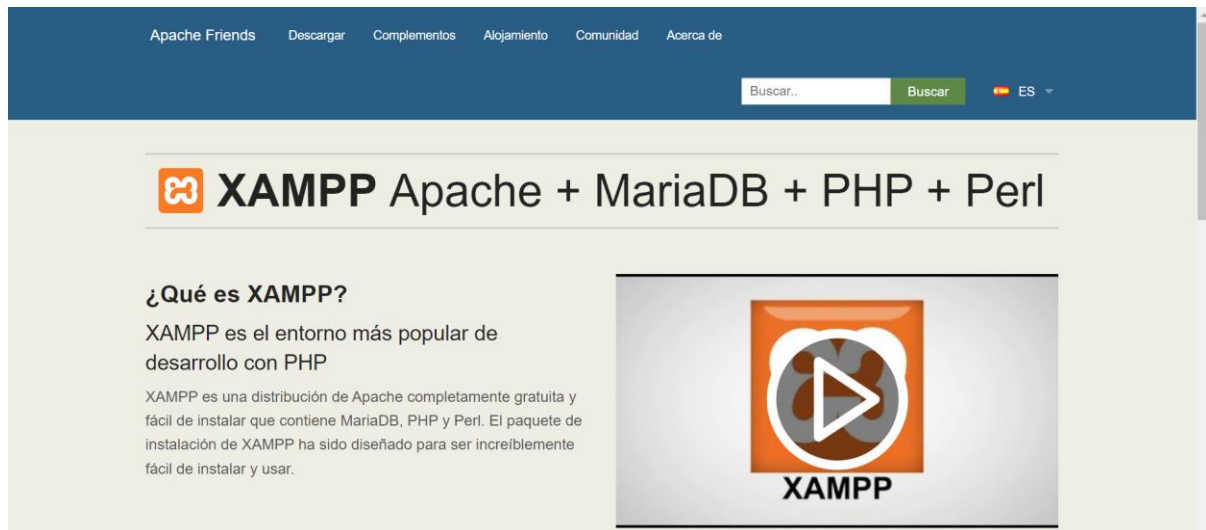 Apache Friends Descargar Complementos Alojamiento Comunidad Acerca de
Buscar.. Buscar ES
XAMPP Apache + MariaDB + PHP + Perl
¿Qué es XAMPP?
XAMPP es el entorno más popular de
desarrollo con PHP
XAMPP es una distribución de Apache completamente gratuita y
fácil de instalar que contiene MariaDB, PHP y Perl. El paquete de
instalación de XAMPP ha sido diseñado para ser increíblemente
fácil de instalar y usar.
XAMPP